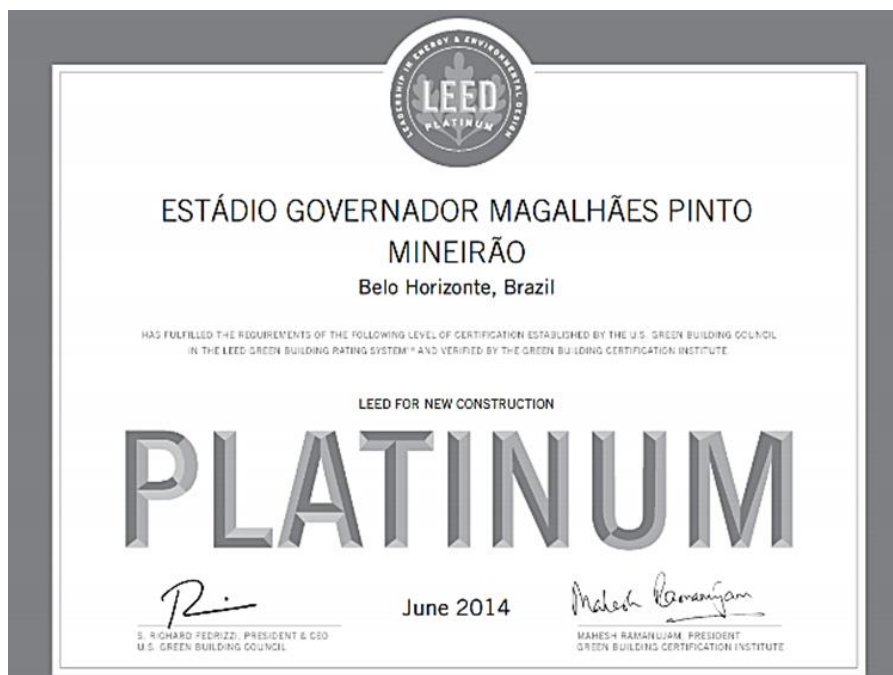 LEADERSHIP IN ENERGY & ENVIRONMENTAL DESIGN
LEED
PLATINUM
ESTÁDIO GOVERNADOR MAGALHÃES PINTO
MINEIRÃO
Belo Horizonte, Brazil
HAS FULFILLED THE REQUIREMENTS OF THE FOLLOWING LEVEL OF CERTIFICATION ESTABLISHED BY THE U.S. GREEN BUILDING COUNCIL
IN THE LEED GREEN BUILDING RATING SYSTEM™ AND VERIFIED BY THE GREEN BUILDING CERTIFICATION INSTITUTE.
LEED FOR NEW CONSTRUCTION
PLATINUM
June 2014
Mahesh Ramanujam
S. RICHARD FEDRIZZI, PRESIDENT & CEO
U.S. GREEN BUILDING COUNCIL
MAHESH RAMANUJAM, PRESIDENT
GREEN BUILDING CERTIFICATION INSTITUTE